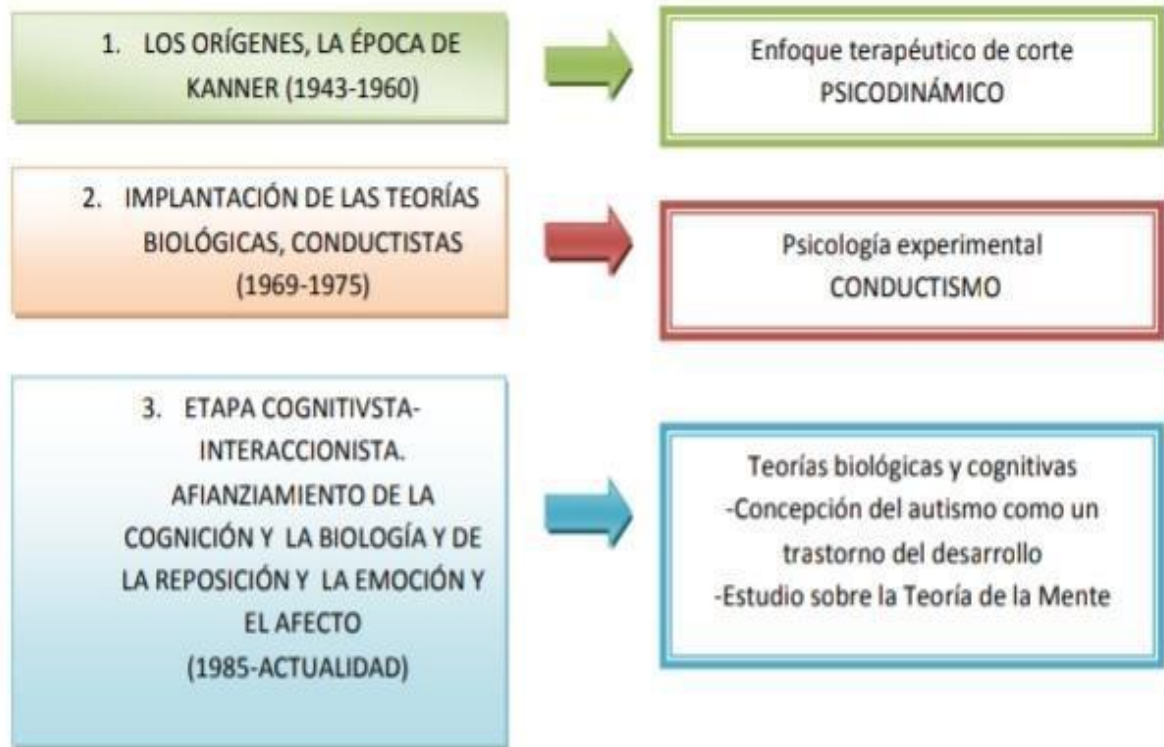 1. LOS ORÍGENES, LA ÉPOCA DE
KANNER (1943-1960)
Enfoque terapéutico de corte
PSICODINÁMICO
2. IMPLANTACIÓN DE LAS TEORÍAS
BIOLÓGICAS, CONDUCTISTAS
(1969-1975)
Psicología experimental
CONDUCTISMO
3. ETAPA COGNITIVSTA-
INTERACCIONISTA.
AFIANZIAMIENTO DE LA
COGNICIÓN Y LA BIOLOGÍA Y DE
LA REPOSICIÓN Y LA EMOCIÓN Y
EL AFECTO
(1985-ACTUALIDAD)
Teorías biológicas y cognitivas
-Concepción del autismo como un
trastorno del desarrollo
-Estudio sobre la Teoría de la Mente